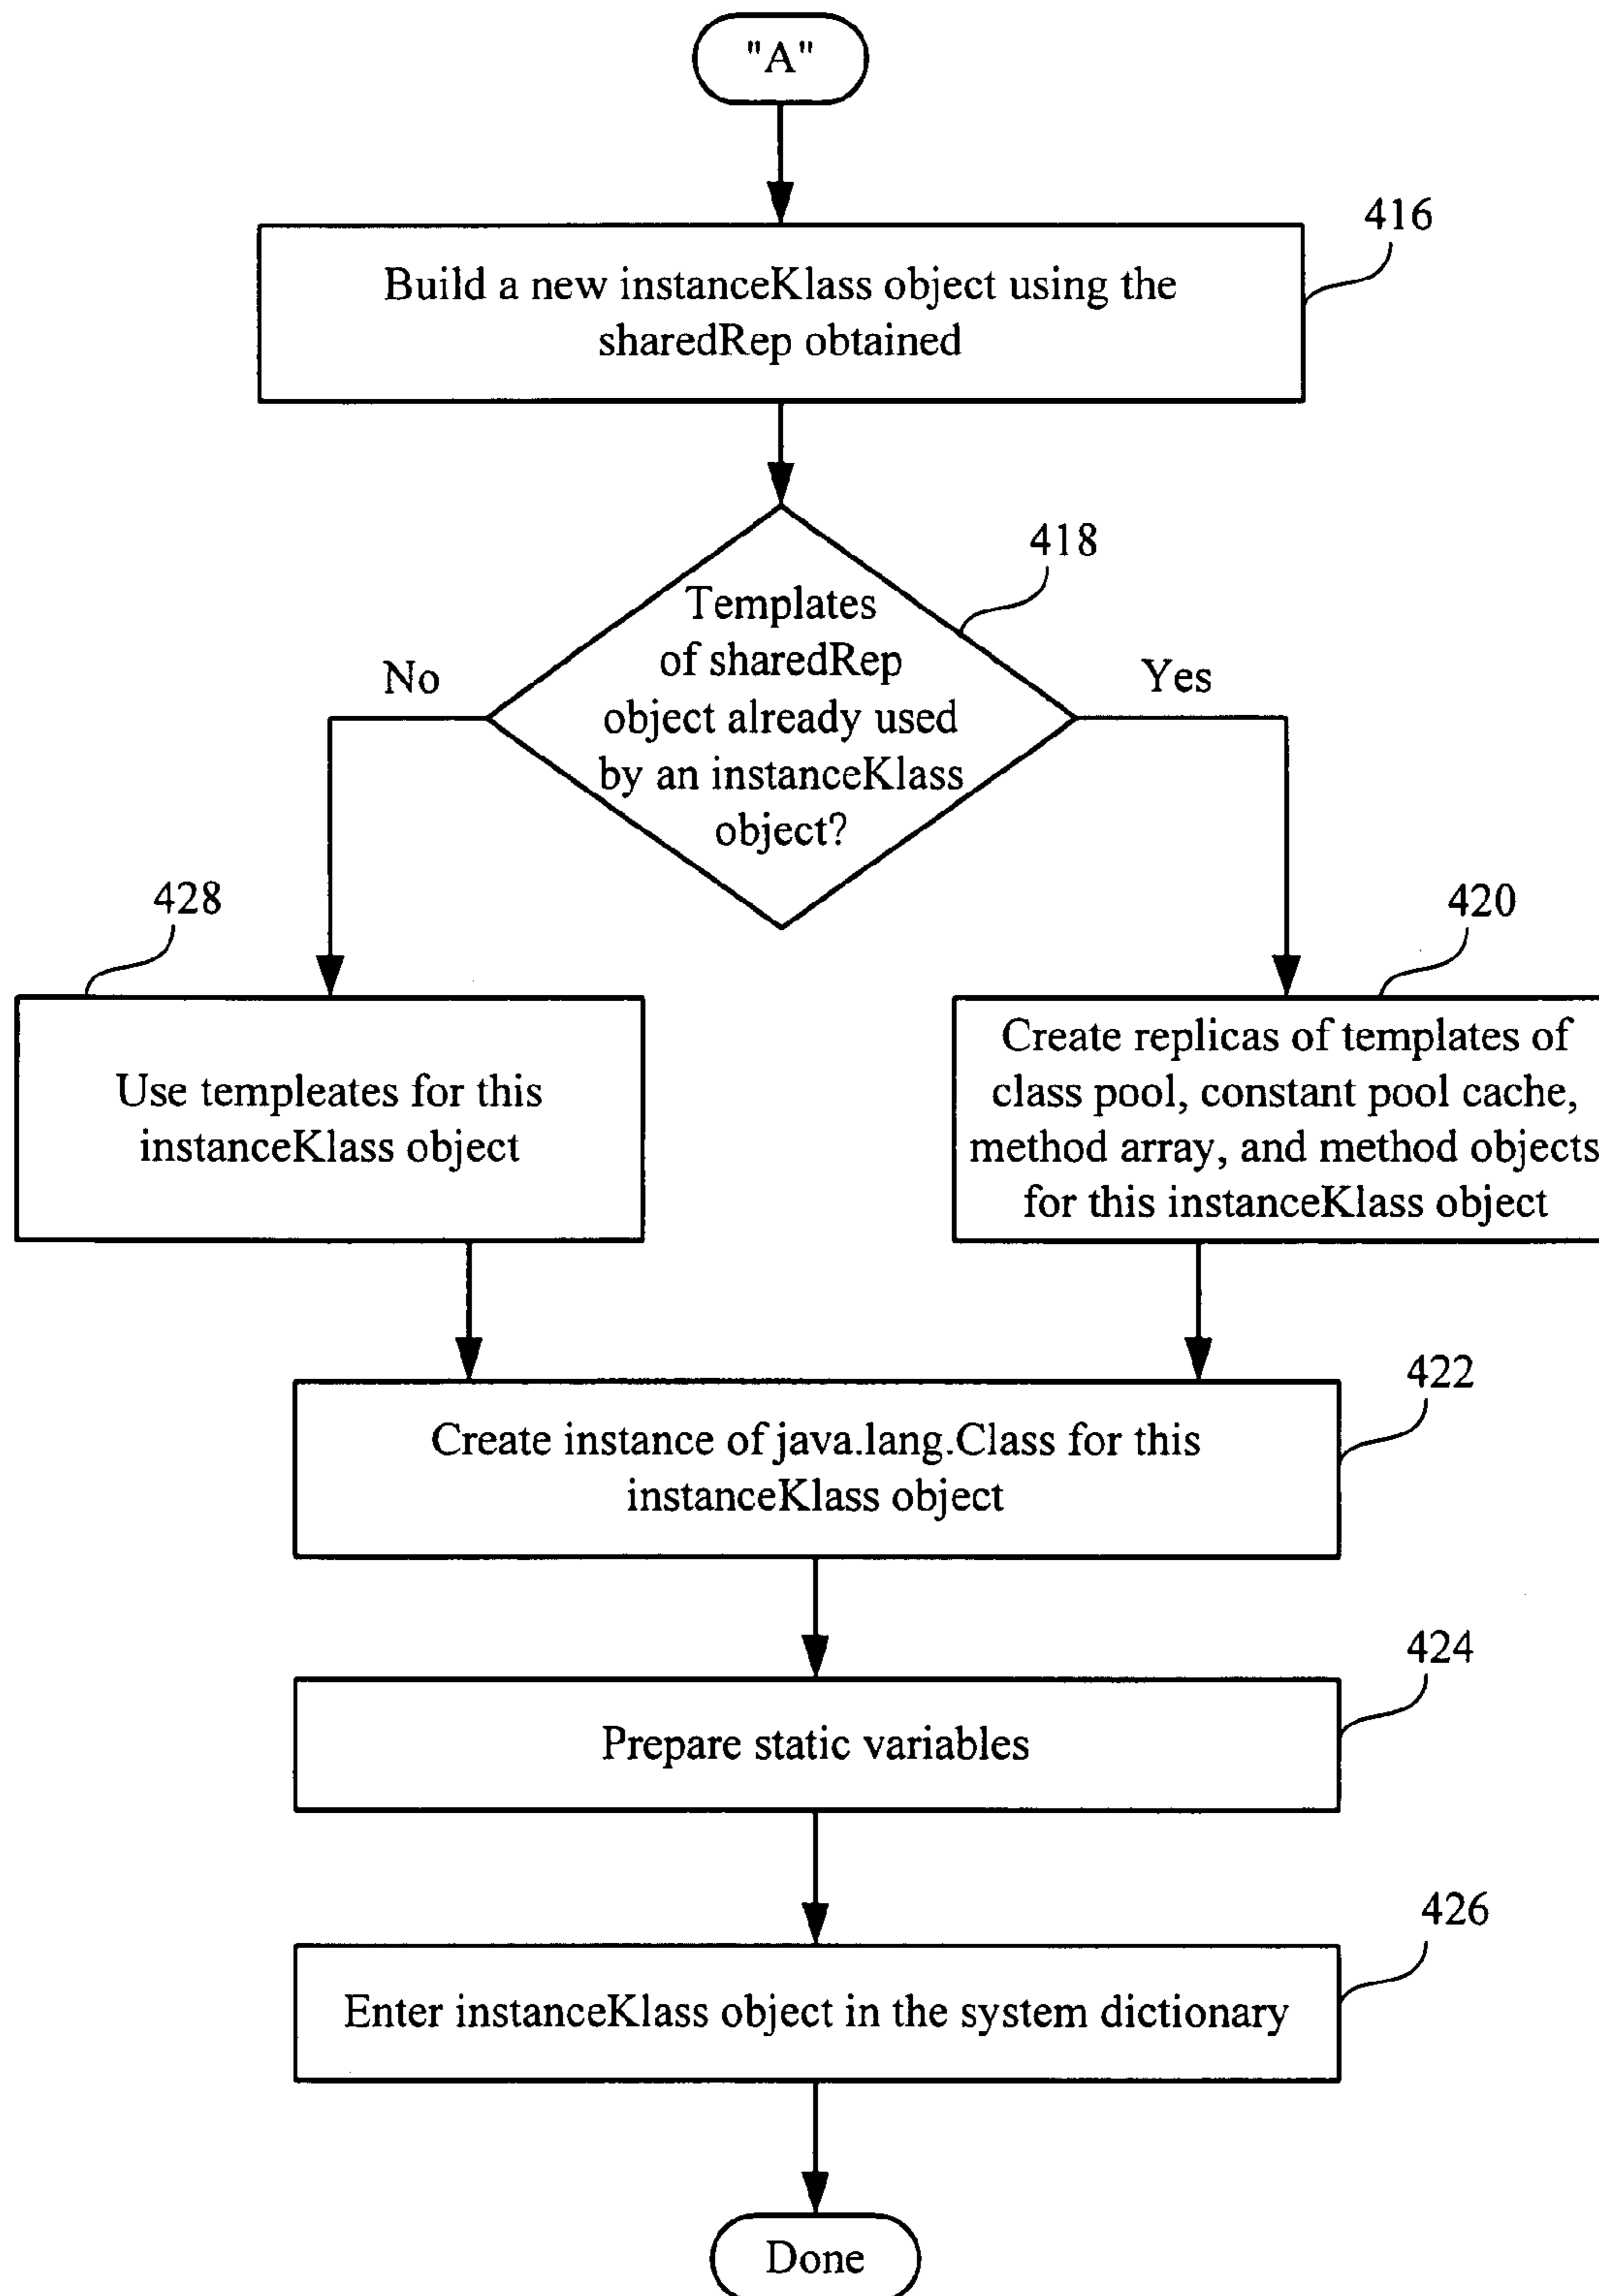 "A"
416
Build a new instanceKlass object using the
sharedRep obtained
418
Templates
of sharedRep
object already used
by an instanceKlass
object?
No
Yes
428
420
Use templeates for this
instanceKlass object
Create replicas of templates of
class pool, constant pool cache,
method array, and method objects
for this instanceKlass object
422
Create instance of java.lang.Class for this
instanceKlass object
424
Prepare static variables
426
Enter instanceKlass object in the system dictionary
Done